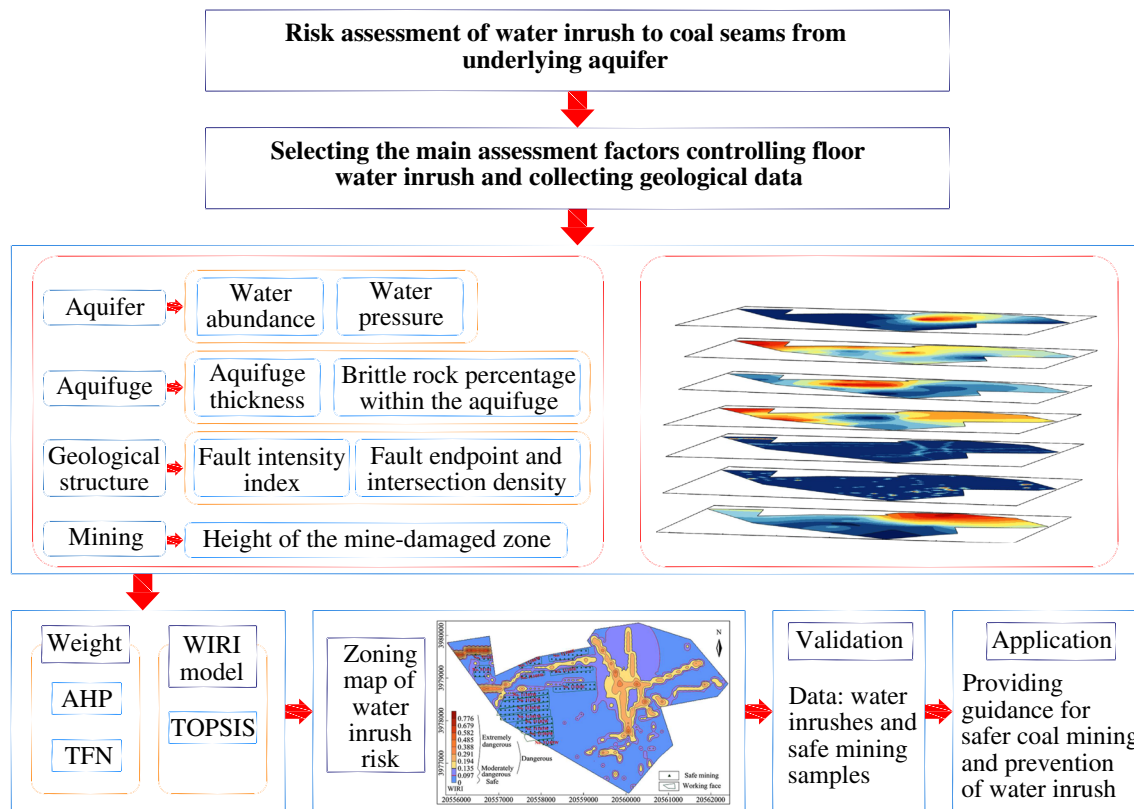 Risk assessment of water inrush to coal seams from
underlying aquifer
Selecting the main assessment factors controlling floor
water inrush and collecting geological data
Aquifer
Water
abundance
Water
pressure
Aquifuge
Aquifuge
thickness
Brittle rock percentage
within the aquifuge
Geological
structure
Fault intensity
index
Fault endpoint and
intersection density
Mining
Height of the mine-damaged zone
Weight
AHP
TFN
WIRI
model
TOPSIS
Zoning
map of
water
inrush
risk
3980000
3979000
3978000
3977000
N
0.776
0.679
0.582
0.485
0.388
0.291
0.194
0.135
0.097
0
WIRI
Extremely
dangerous
Dangerous
Moderately
dangerous
Safe
Safe mining
Working face
20556000
20557000
20558000
20559000
20560000
20561000
20562000
Validation
Data: water
inrushes and
safe mining
samples
Application
Providing
guidance for
safer coal mining
and prevention
of water inrush